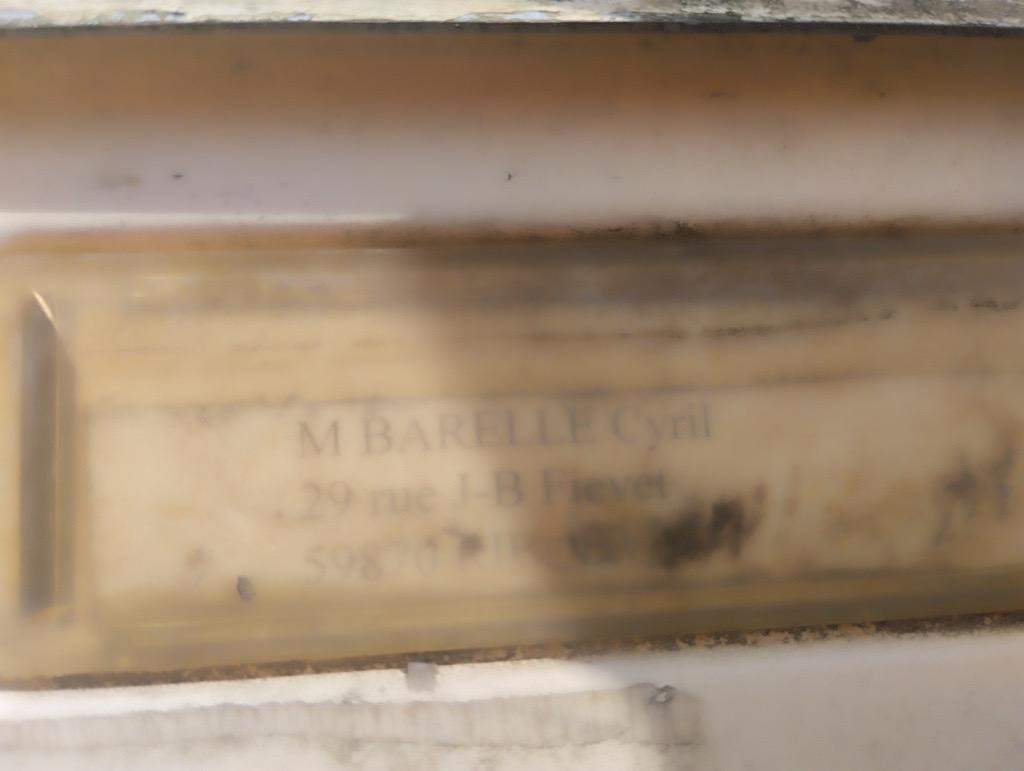 M BARELLE Cyril
29 rue J-B Fievet
59870